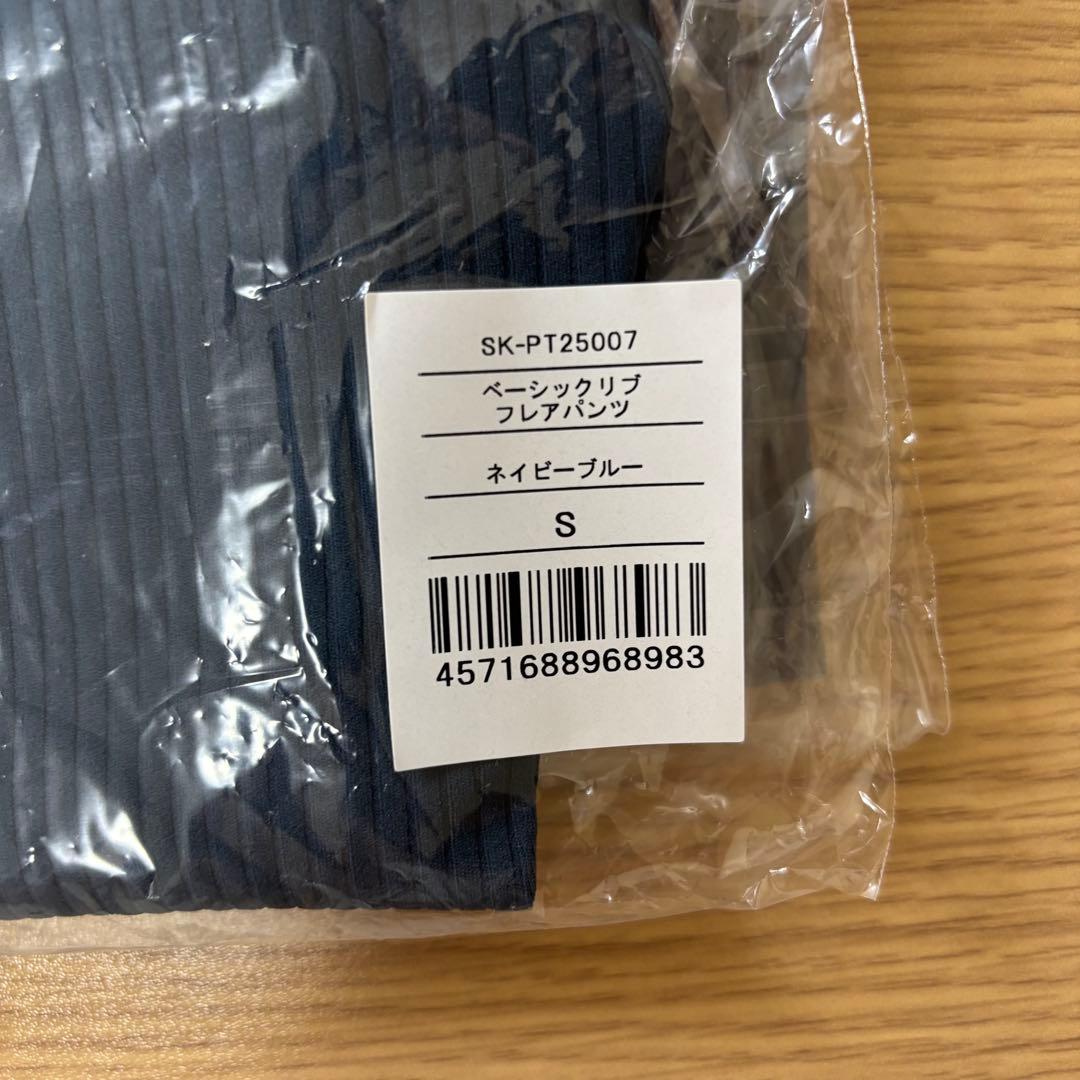 SK-PT25007
ベーシックリブ
フレアパンツ
ネイビーブルー
S
4571688968983